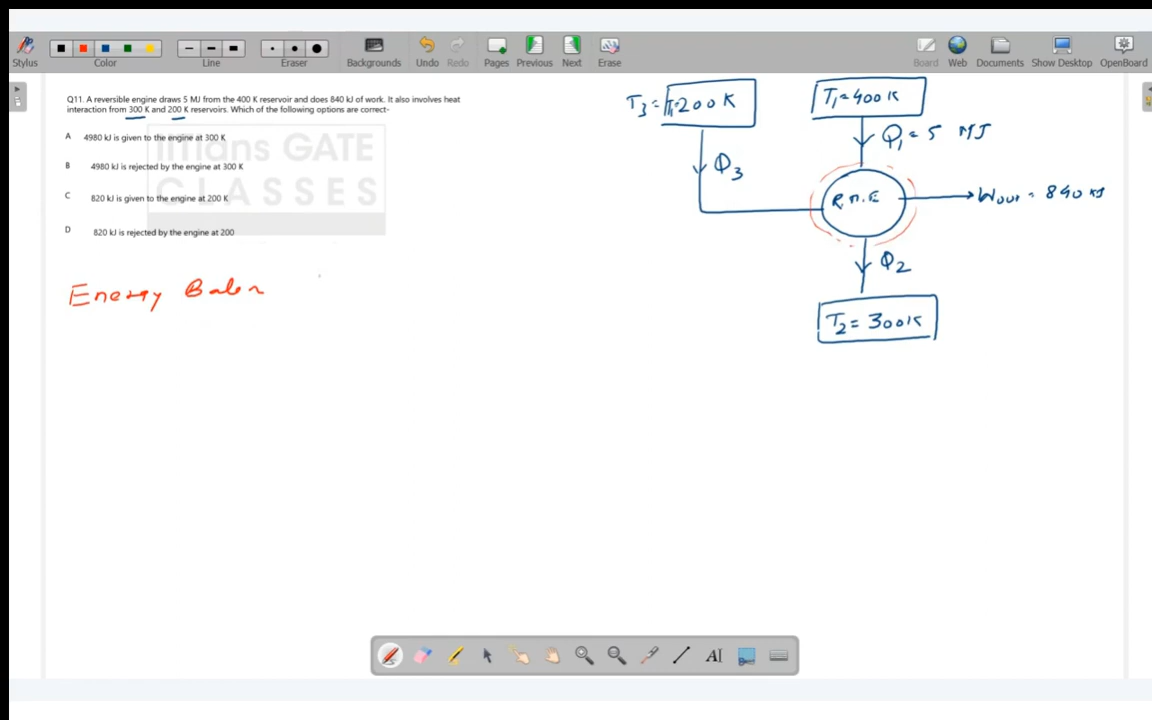 Stylus
Color
Line
Eraser
Backgrounds
Undo
Redo
Pages
Previous
Next
Erase
Board
Web
Documents
Show Desktop
OpenBoard
Q11. A reversible engine draws 5 MJ from the 400 K reservoir and does 840 kJ of work. It also involves heat
interaction from 300 K and 200 K reservoirs. Which of the following options are correct-
A 4980 kJ is given to the engine at 300 K
B 4980 kJ is rejected by the engine at 300 K
C 820 kJ is given to the engine at 200 K
D 820 kJ is rejected by the engine at 200
Imans GATE
CLASSES
Energy Balan
T3 = 200 K
T1 = 400 K
Q1 = 5 MJ
Q3
R.H.E
Wout = 840 KJ
Q2
T2 = 300 K
AI